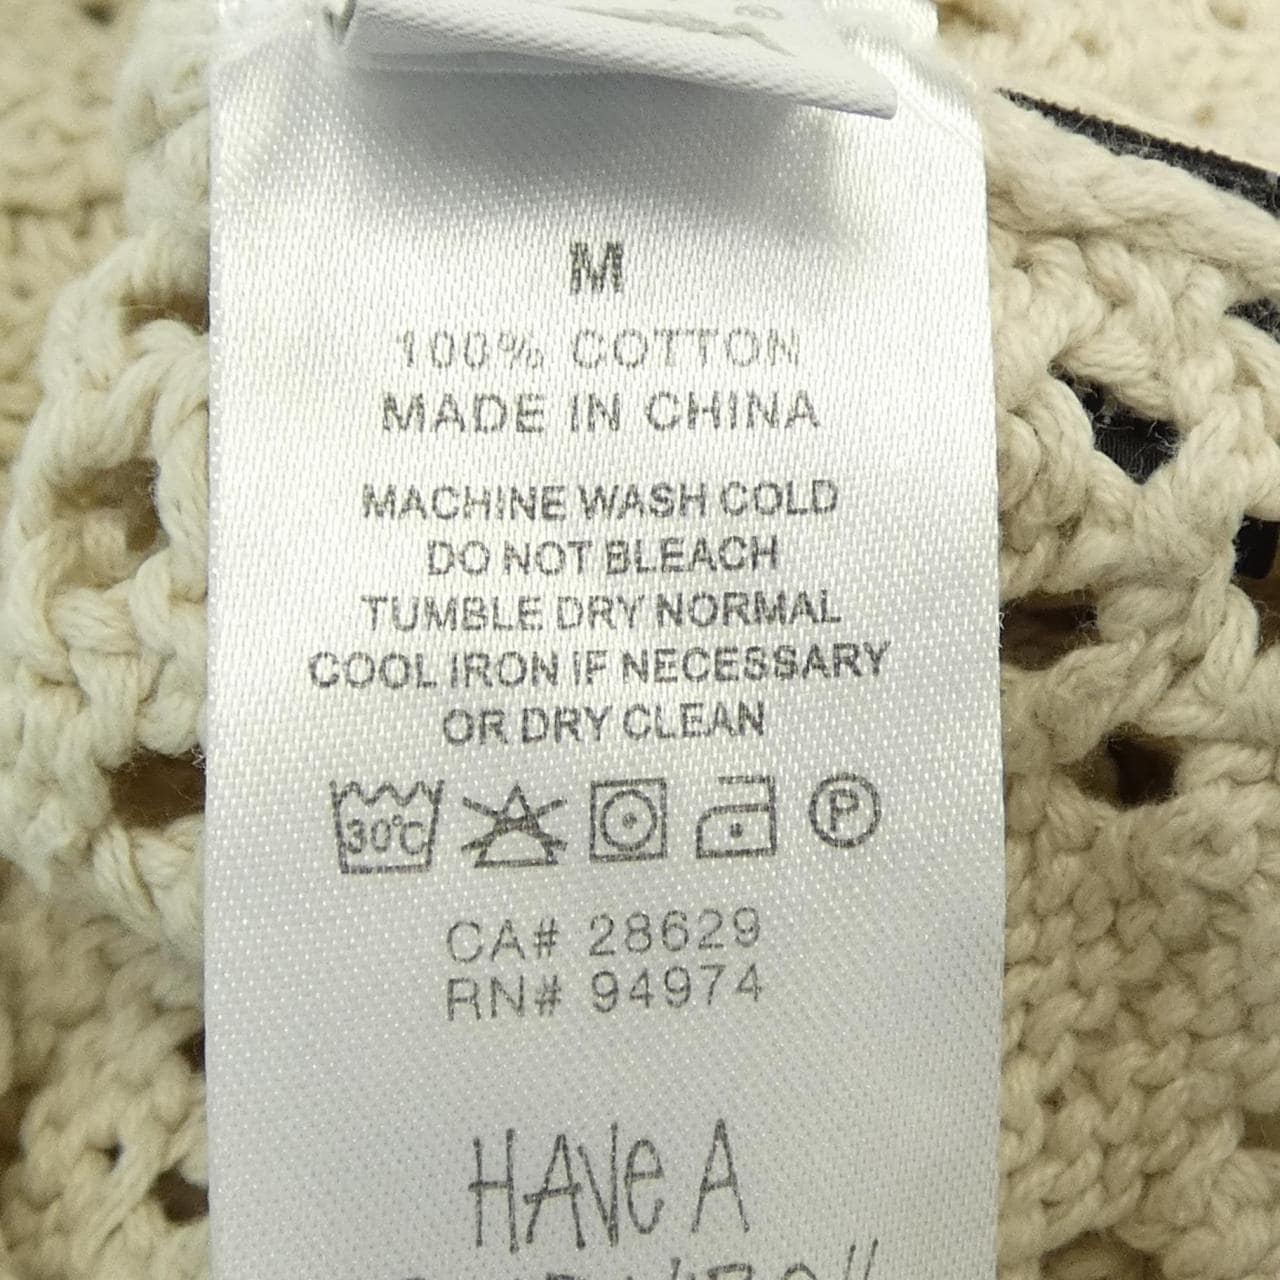 M
100% COTTON
MADE IN CHINA
MACHINE WASH COLD
DO NOT BLEACH
TUMBLE DRY NORMAL
COOL IRON IF NECESSARY
OR DRY CLEAN
30°C
P
CA# 28629
RN# 94974
HAVe A